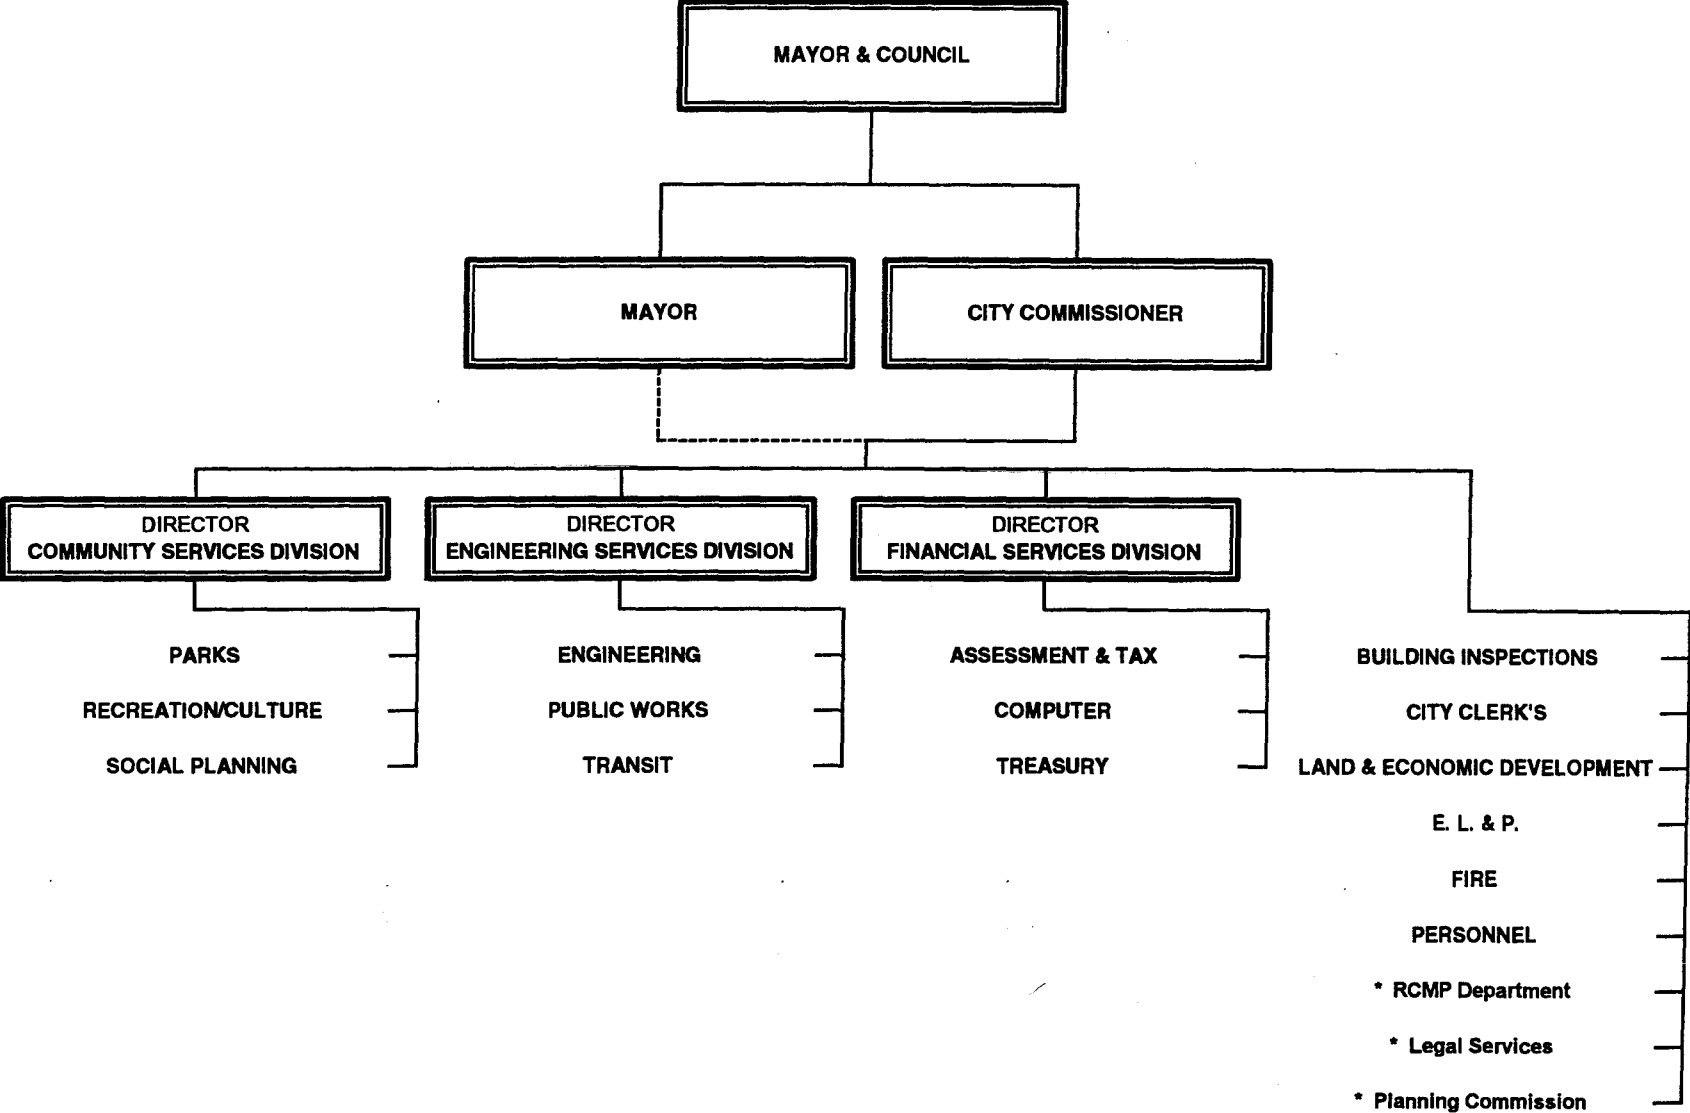 MAYOR & COUNCIL
MAYOR
CITY COMMISSIONER
DIRECTOR
COMMUNITY SERVICES DIVISION
DIRECTOR
ENGINEERING SERVICES DIVISION
DIRECTOR
FINANCIAL SERVICES DIVISION
PARKS
RECREATION/CULTURE
SOCIAL PLANNING
ENGINEERING
PUBLIC WORKS
TRANSIT
ASSESSMENT & TAX
COMPUTER
TREASURY
BUILDING INSPECTIONS
CITY CLERK'S
LAND & ECONOMIC DEVELOPMENT
E. L. & P.
FIRE
PERSONNEL
* RCMP Department
* Legal Services
* Planning Commission